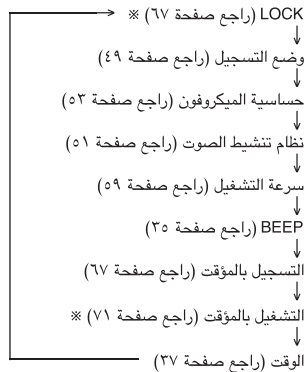 LOCK (راجع صفحة ٦٧) ※
وضع التسجيل (راجع صفحة ٤٩)
حساسية الميكروفون (راجع صفحة ٥٣)
نظام تنشيط الصوت (راجع صفحة ٥١)
سرعة التشغيل (راجع صفحة ٥٩)
BEEP (راجع صفحة ٣٥)
التسجيل بالمؤقت (راجع صفحة ٦٧)
التشغيل بالمؤقت (راجع صفحة ٧١) ※
الوقت (راجع صفحة ٣٧)